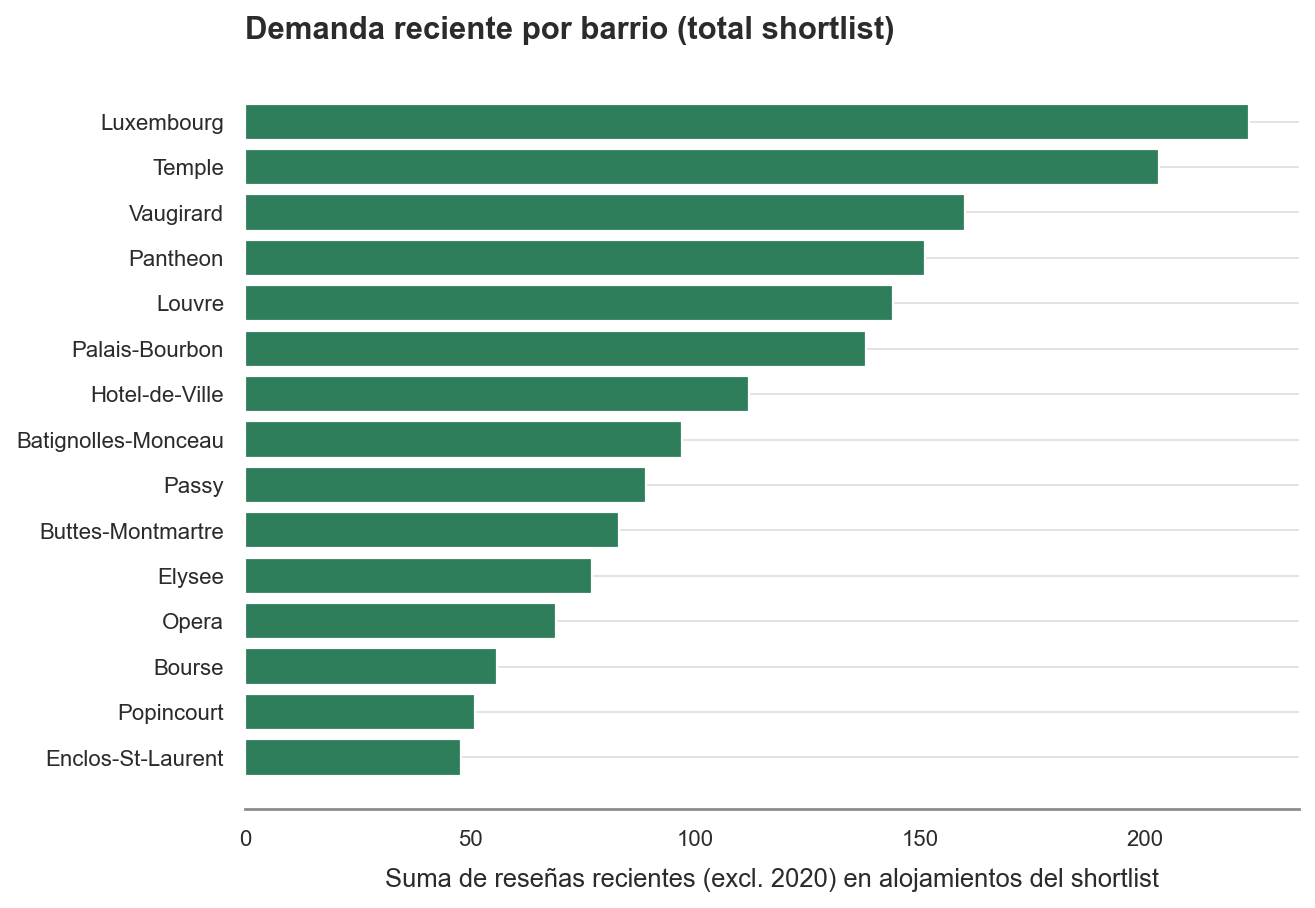 Demanda reciente por barrio (total shortlist)
Luxembourg
Temple
Vaugirard
Pantheon
Louvre
Palais-Bourbon
Hotel-de-Ville
Batignolles-Monceau
Passy
Buttes-Montmartre
Elysee
Opera
Bourse
Popincourt
Enclos-St-Laurent
0 50 100 150 200
Suma de reseñas recientes (excl. 2020) en alojamientos del shortlist